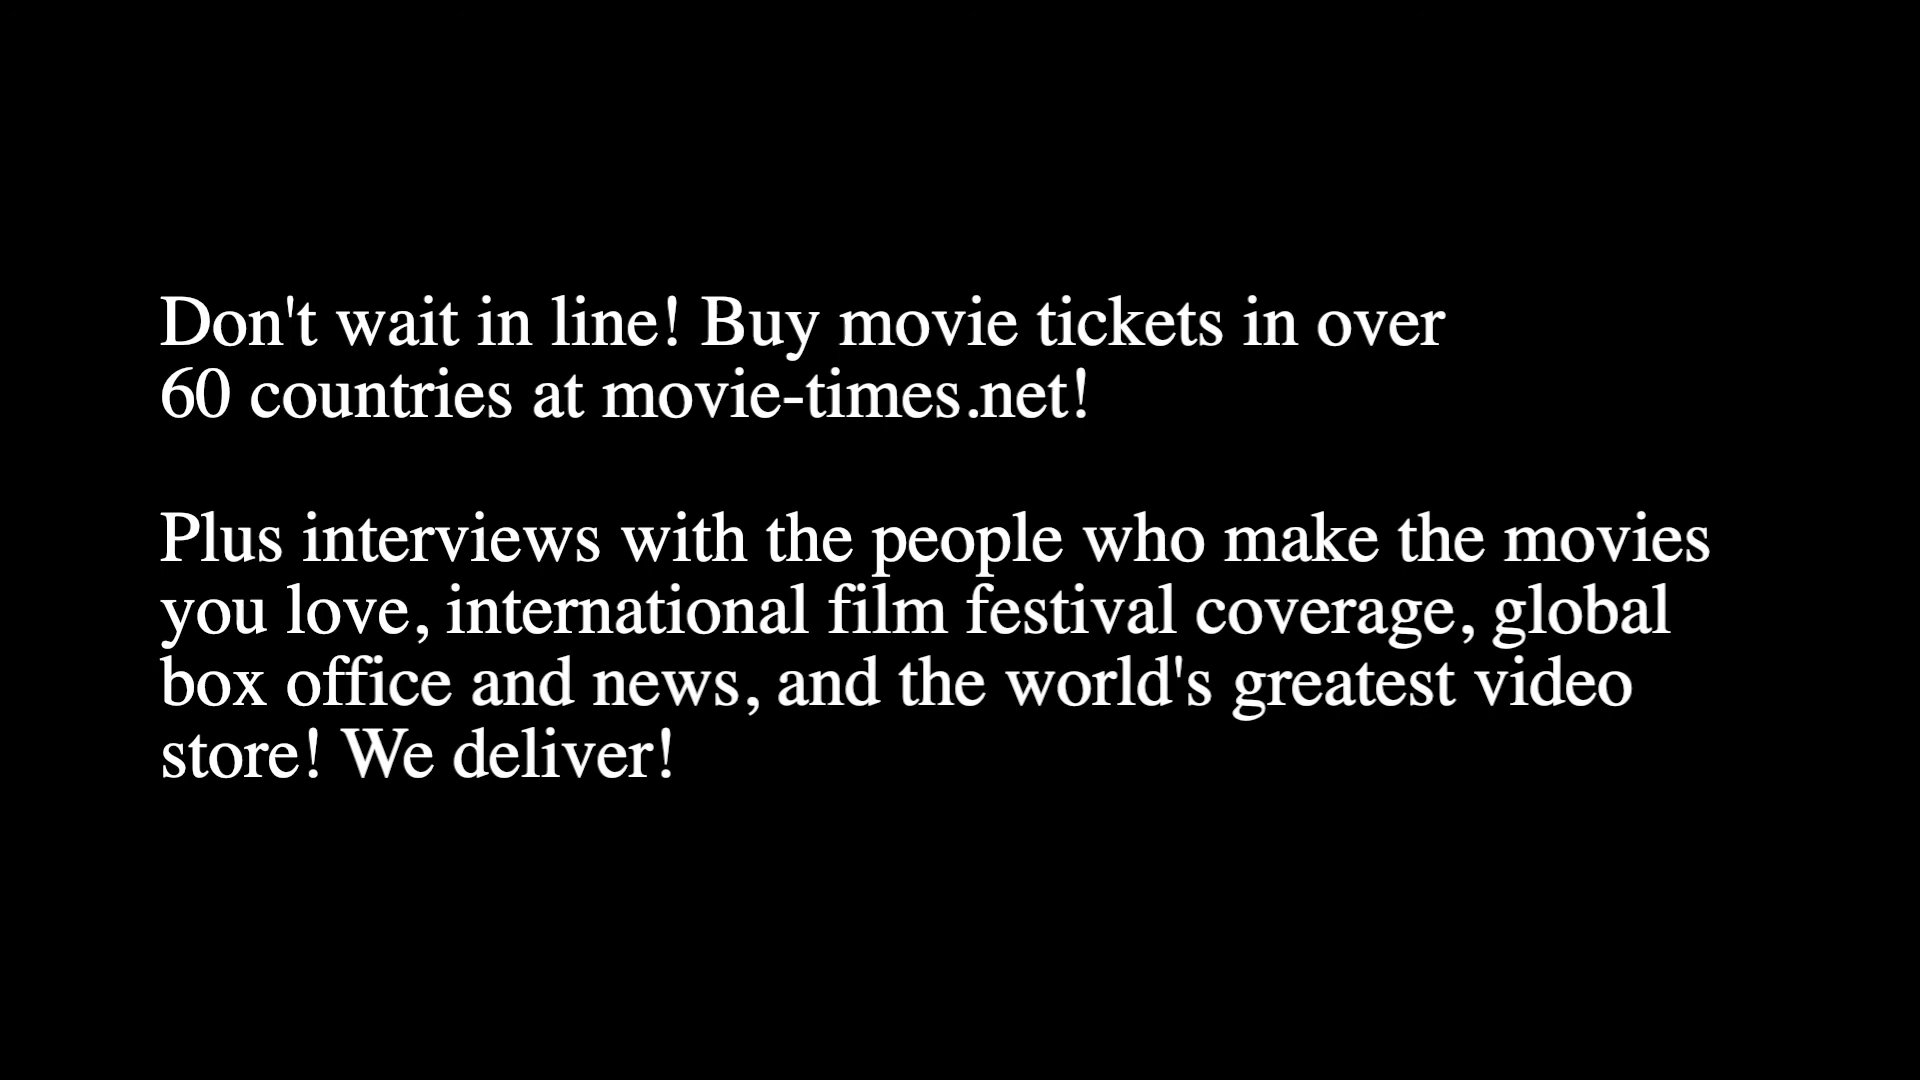 Don't wait in line! Buy movie tickets in over
60 countries at movie-times.net!
Plus interviews with the people who make the movies
you love, international film festival coverage, global
box office and news, and the world's greatest video
store! We deliver!